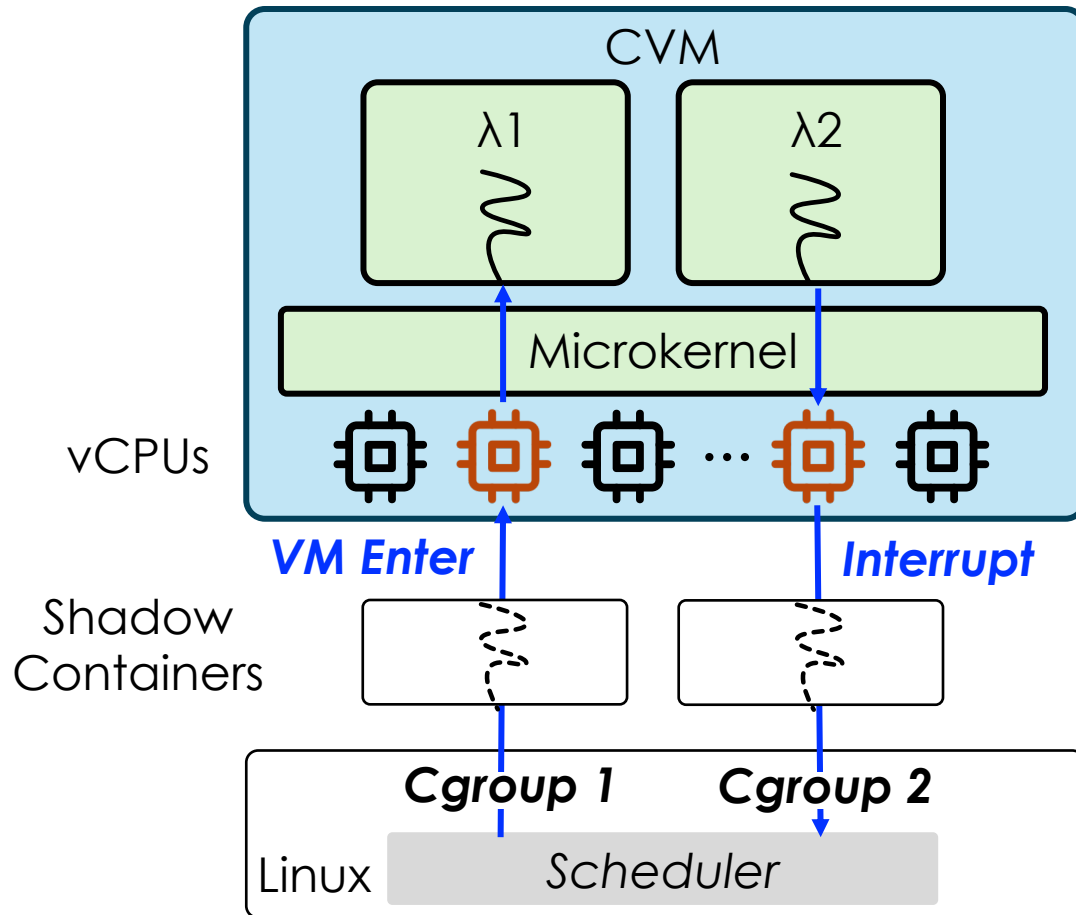 CVM
λ1
λ2
Microkernel
vCPUs
...
VM Enter
Interrupt
Shadow
Containers
Cgroup 1
Cgroup 2
Linux
Scheduler